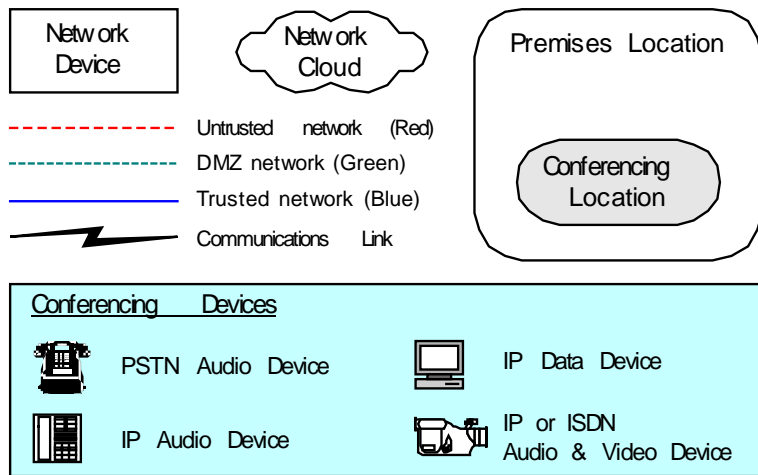 Network
Device
Network
Cloud
Premises Location
Conferencing
Location
Untrusted network (Red)
DMZ network (Green)
Trusted network (Blue)
Communications Link
Conferencing Devices
PSTN Audio Device
IP Data Device
IP Audio Device
IP or ISDN
Audio & Video Device